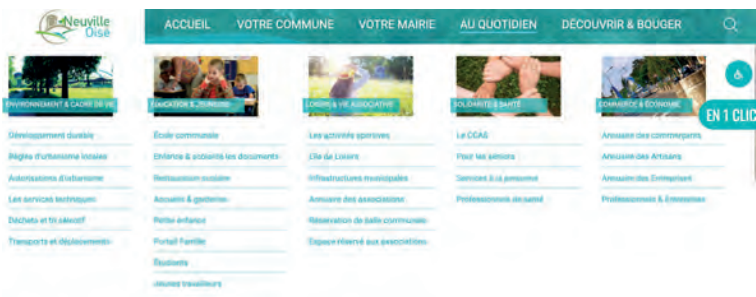 Neuville
Oise
ACCUEIL VOTRE COMMUNE VOTRE MAIRIE AU QUOTIDIEN DÉCOUVRIR & BOUGER
ENVIRONNEMENT & CADRE DE VIE
Développement durable
Règles d'urbanisme locales
Autorisations d'urbanisme
Les services techniques
Déchets et tri sélectif
Transports et déplacements
ÉDUCATION & JEUNESSE
École communale
Enfance & scolarité les documents
Restauration scolaire
Accueils & garderies
Petite enfance
Portail Famille
Étudiants
Jeunes travailleurs
LOISIRS & VIE ASSOCIATIVE
Les activités sportives
L'île de Loisirs
Infrastructures municipales
Annuaire des associations
Réservation de salle communale
Espace réservé aux associations
SOLIDARITÉ & SANTÉ
Le CCAS
Pour les séniors
Services à la personne
Professionnels de santé
COMMERCE & ÉCONOMIE
Annuaire des commerçants
Annuaire des Artisans
Annuaire des Entreprises
Professionnels & Entreprises
EN 1 CLIC